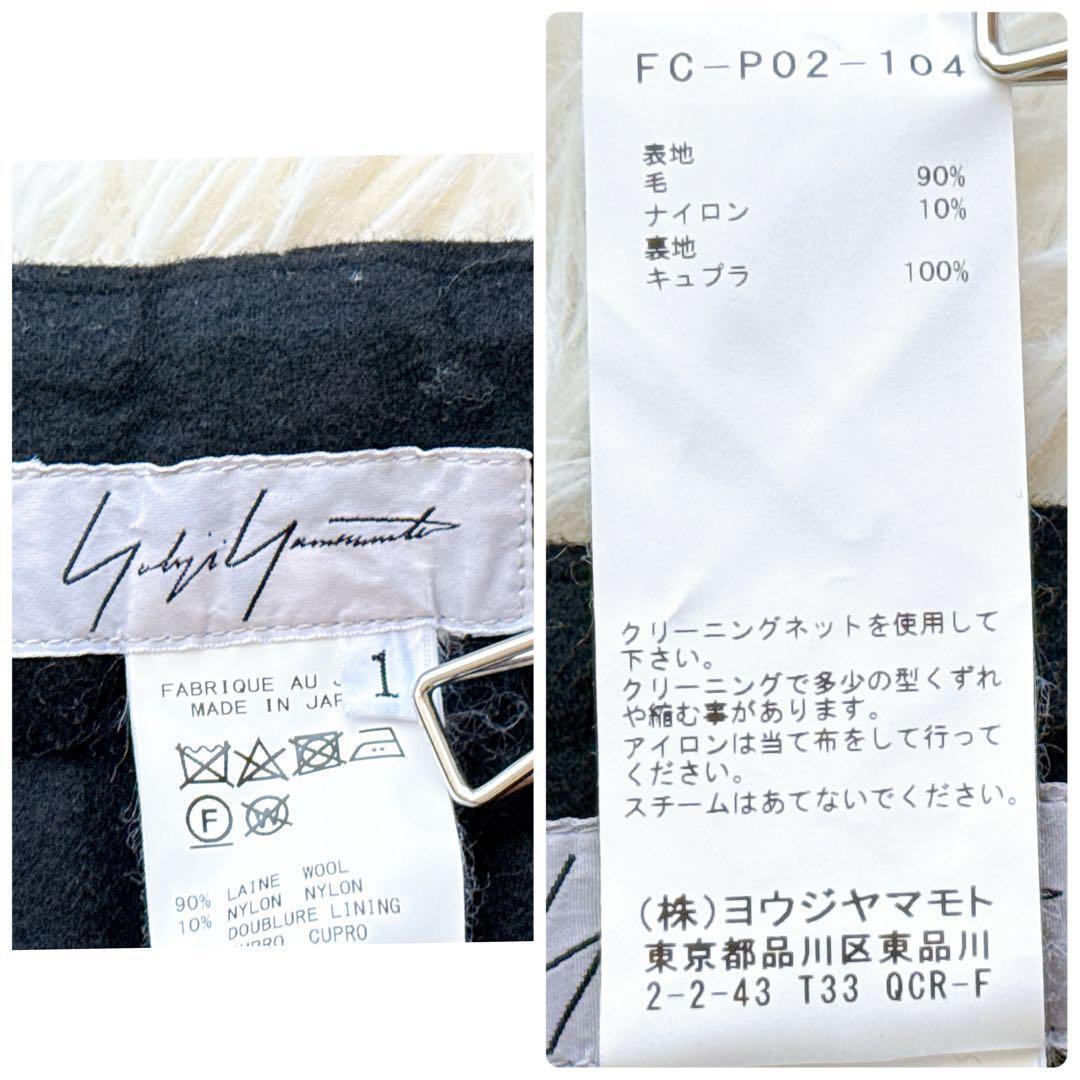 Yohji Yamamoto
1
FABRIQUE AU J
MADE IN JAP
F
W
90% LAINE WOOL
10% NYLON NYLON
DOUBLURE LINING
CUPRO
FC-P02-104
表地
毛 90%
ナイロン 10%
裏地
キュプラ 100%
クリーニングネットを使用して
下さい。
クリーニングで多少の型くずれ
や縮む事があります。
アイロンは当て布をして行って
ください。
スチームはあてないでください。
(株)ヨウジヤマモト
東京都品川区東品川
2-2-43 T33 QCR-F